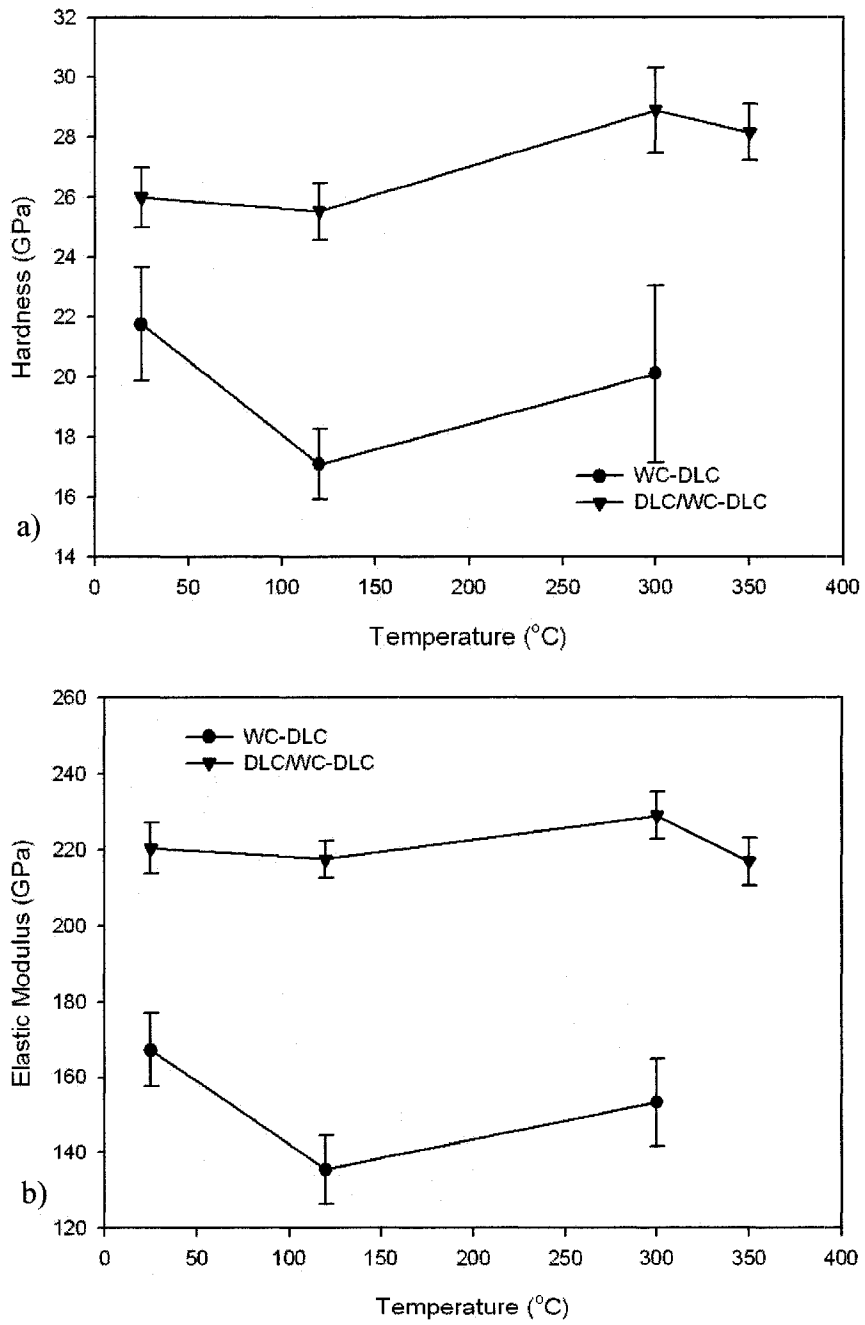 32
30
28
26
24
22
20
18
16
14
Hardness (GPa)
a)
WC-DLC
DLC/WC-DLC
0 50 100 150 200 250 300 350 400
Temperature (°C)
260
240
220
200
180
160
140
120
Elastic Modulus (GPa)
b)
WC-DLC
DLC/WC-DLC
0 50 100 150 200 250 300 350 400
Temperature (°C)